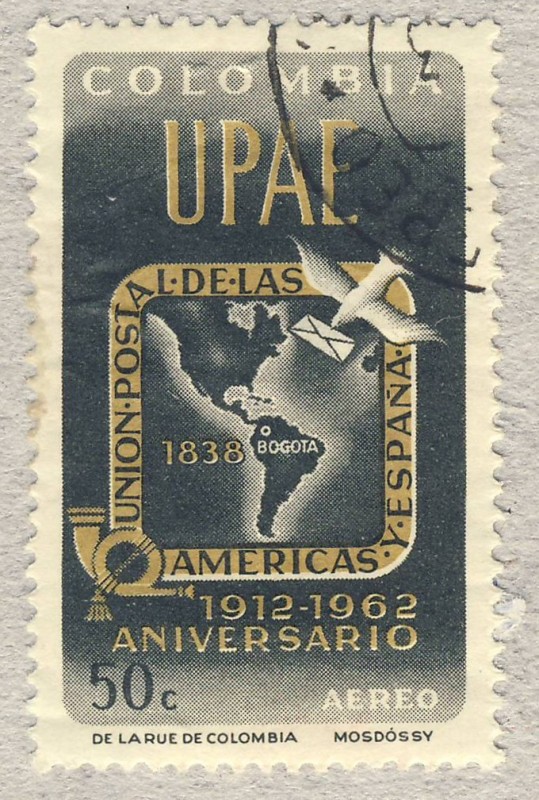 COLOMBIA
UPAE
UNION·POSTAL·DE·LAS
AMERICAS·Y·ESPAÑA
1838
BOGOTA
1912-1962
ANIVERSARIO
50c
AEREO
DE LA RUE DE COLOMBIA MOSDÓSSY